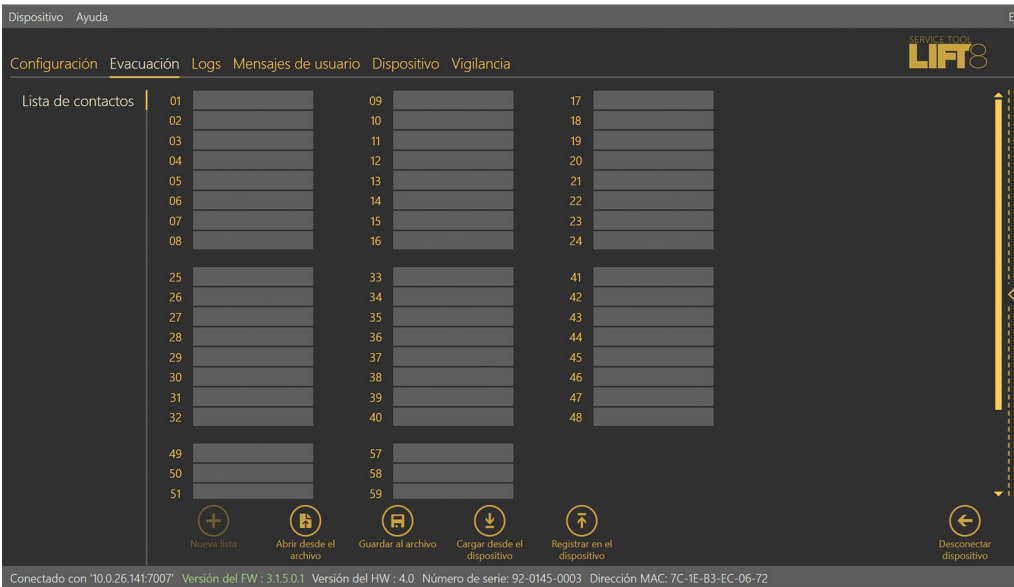 Dispositivo Ayuda
SERVICE TOOL
LIFT8
Configuración Evacuación Logs Mensajes de usuario Dispositivo Vigilancia
Lista de contactos
01 09 17
02 10 18
03 11 19
04 12 20
05 13 21
06 14 22
07 15 23
08 16 24
25 33 41
26 34 42
27 35 43
28 36 44
29 37 45
30 38 46
31 39 47
32 40 48
49 57
50 58
51 59
Nueva lista
Abrir desde el
archivo
Guardar al archivo
Cargar desde el
dispositivo
Registrar en el
dispositivo
Desconectar
dispositivo
Conectado con '10.0.26.141:7007' Versión del FW : 3.1.5.0.1 Versión del HW : 4.0 Número de serie: 92-0145-0003 Dirección MAC: 7C-1E-B3-EC-06-72